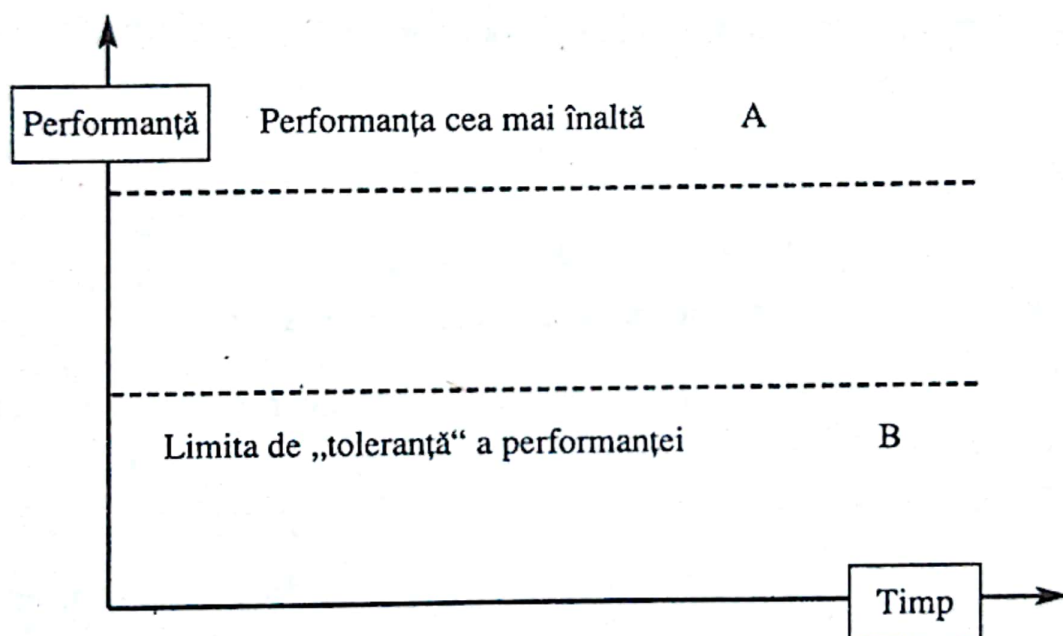 Performanță
Performanța cea mai înaltă A
Limita de „toleranță“ a performanței B
Timp